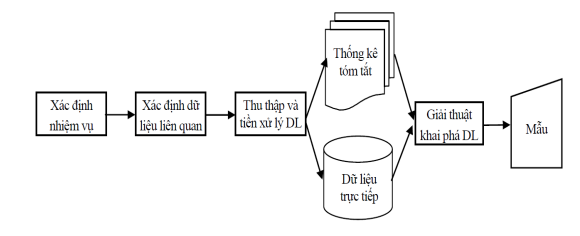 Thống kê
tóm tắt
Xác định
nhiệm vụ
Xác định dữ
liệu liên quan
Thu thập và
tiền xử lý DL
Giải thuật
khai phá DL
Mẫu
Dữ liệu
trực tiếp